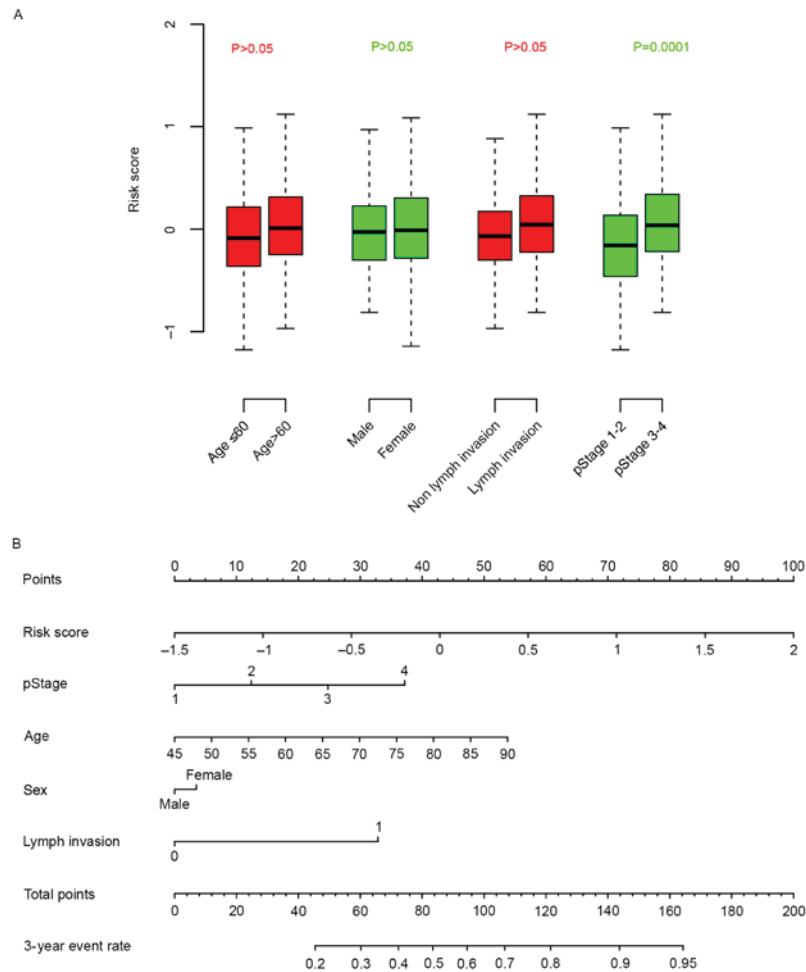 A
P>0.05 P>0.05 P>0.05 P=0.0001
Risk score
2
1
0
−1
Age ≤60 Age>60 Male Female Non lymph invasion Lymph invasion pStage 1-2 pStage 3-4
B
Points 0 10 20 30 40 50 60 70 80 90 100
Risk score −1.5 −1 −0.5 0 0.5 1 1.5 2
pStage 1 2 3 4
Age 45 50 55 60 65 70 75 80 85 90
Sex Male Female
Lymph invasion 0 1
Total points 0 20 40 60 80 100 120 140 160 180 200
3-year event rate 0.2 0.3 0.4 0.5 0.6 0.7 0.8 0.9 0.95